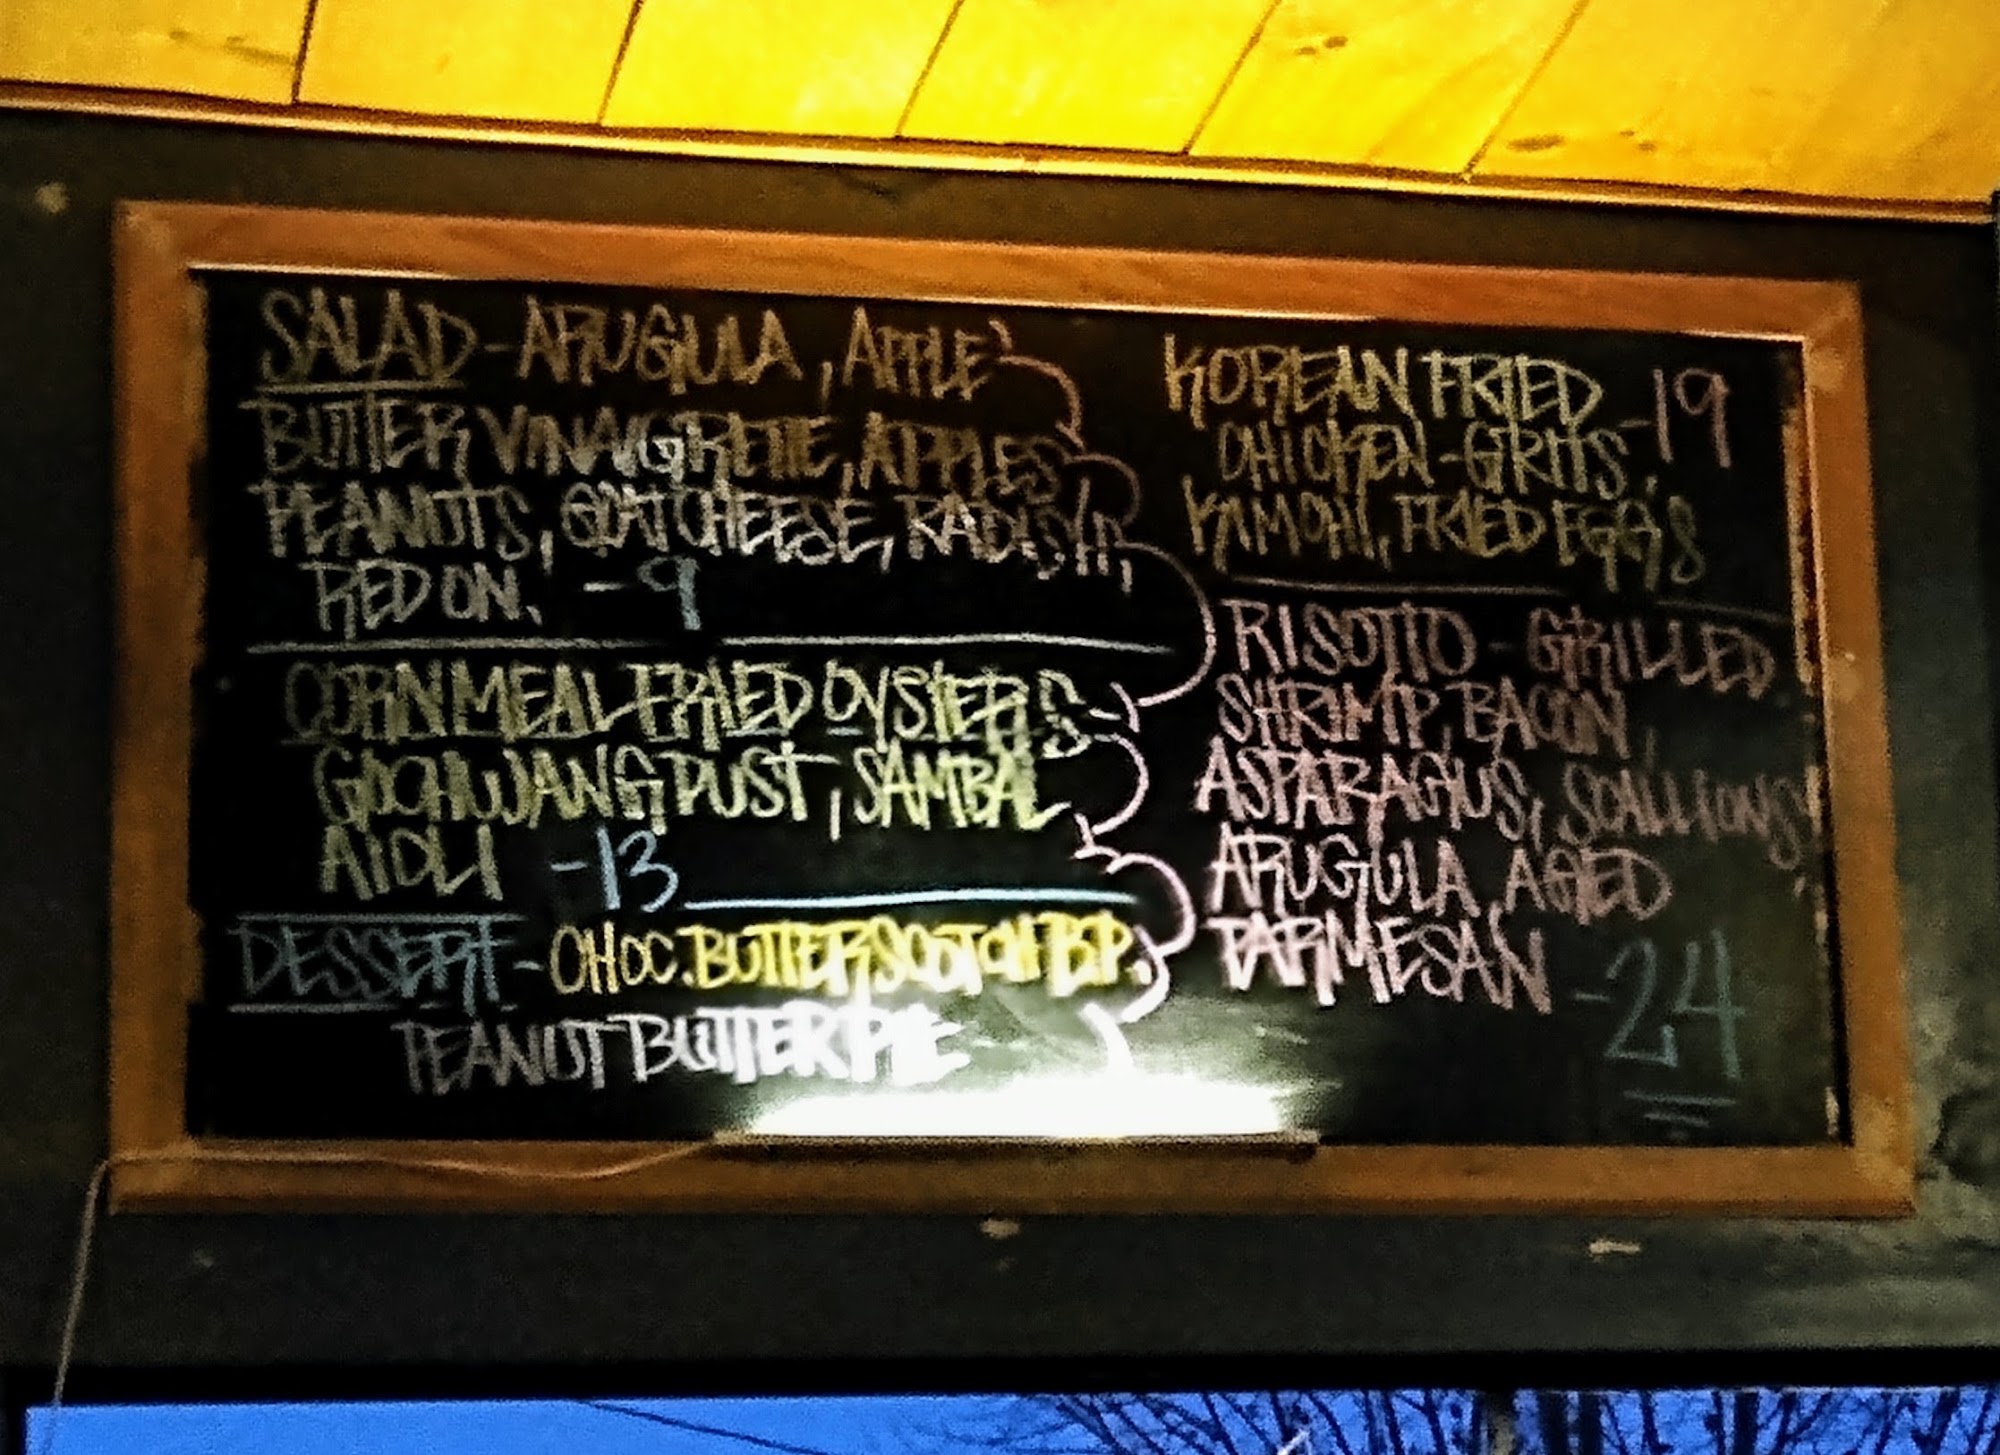 SALAD - ARUGULA, APPLE
BUTTER VINAIGRETTE, APPLES
PEANUTS, GOAT CHEESE, RADISH,
RED ON. -9
CORNMEAL FRIED OYSTERS -
GOCHUJANG DUST, SAMBAL
AIOLI -13
DESSERT - CHOC. BUTTERSCOTCH B.P.
PEANUT BUTTER PIE
KOREAN FRIED -19
CHICKEN - GRITS,
KIMCHI, FRIED EGGS
RISOTTO - GRILLED
SHRIMP, BACON,
ASPARAGUS, SCALLIONS,
ARUGULA, AGED
PARMESAN -24